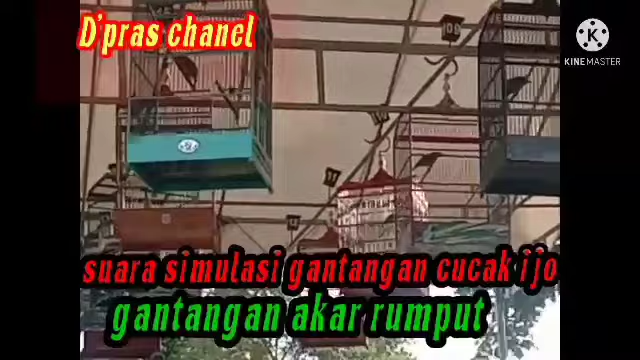 D'pras chanel
KINEMASTER
suara simulasi gantangan cucak ijo
gantangan akar rumput